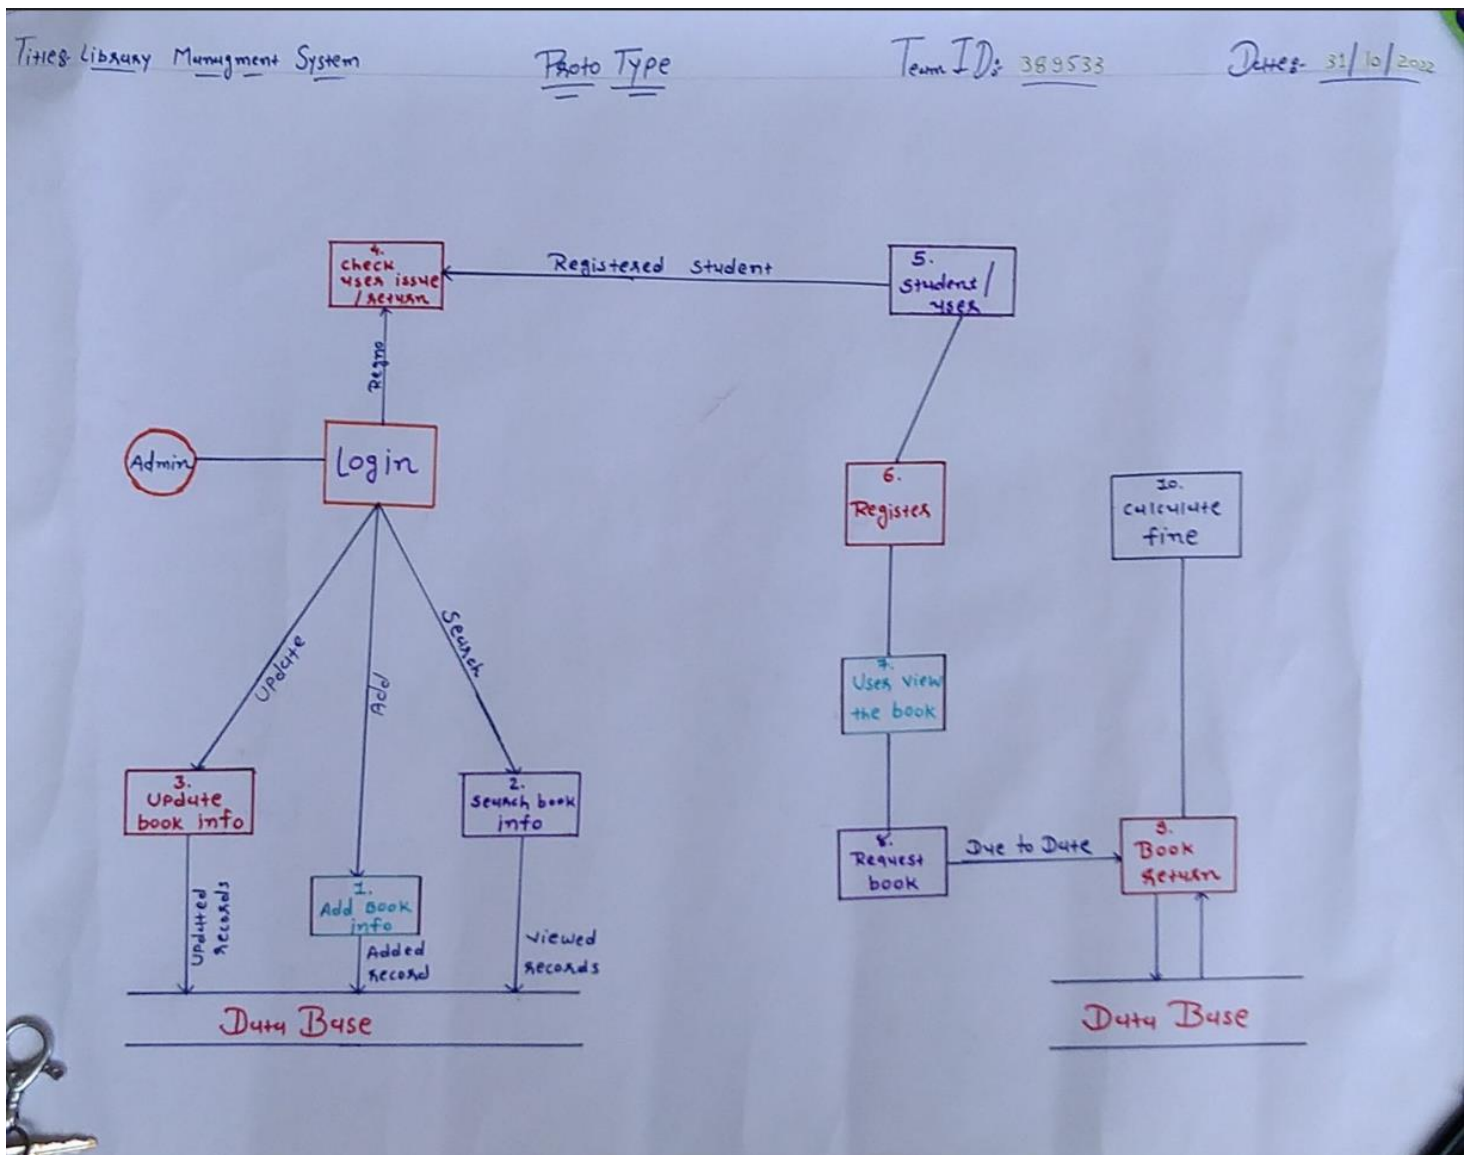 Title:- Library Managment System
Proto Type
Team ID: 389533
Date:- 31/10/2022
4.
check
user issue
/return
Registered Student
5.
Student/
user
Regno
Admin
Login
6.
Register
10.
calculate
fine
Update
Add
Search
7.
User view
the book
3.
Update
book info
2.
Search book
info
8.
Request
book
Due to Date
9.
Book
return
1.
Add Book
info
Updatted
records
Added
record
viewed
records
Data Base
Data Base